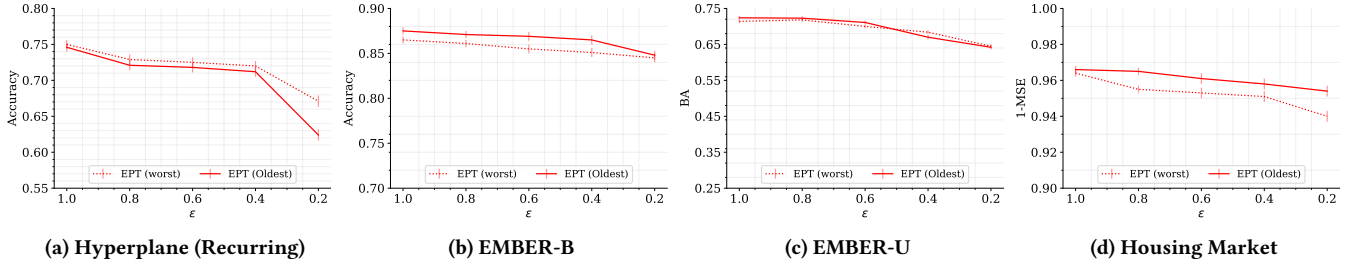 0.80
0.75
0.70
0.65
0.60
0.55
Accuracy
1.0 0.8 0.6 0.4 0.2
ε
EPT (worst) EPT (Oldest)
(a) Hyperplane (Recurring)
0.90
0.85
0.80
0.75
0.70
Accuracy
1.0 0.8 0.6 0.4 0.2
ε
EPT (worst) EPT (Oldest)
(b) EMBER-B
0.75
0.65
0.55
0.45
0.35
0.25
BA
1.0 0.8 0.6 0.4 0.2
ε
EPT (worst) EPT (Oldest)
(c) EMBER-U
1.00
0.98
0.96
0.94
0.92
0.90
1-MSE
1.0 0.8 0.6 0.4 0.2
ε
EPT (worst) EPT (Oldest)
(d) Housing Market